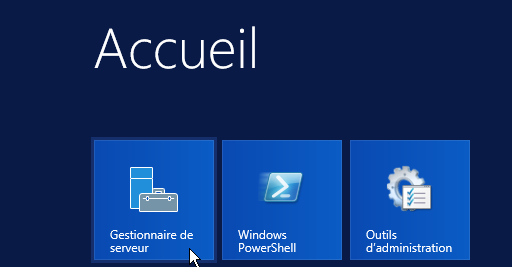 Accueil
Gestionnaire de
serveur
Windows
PowerShell
Outils
d'administration